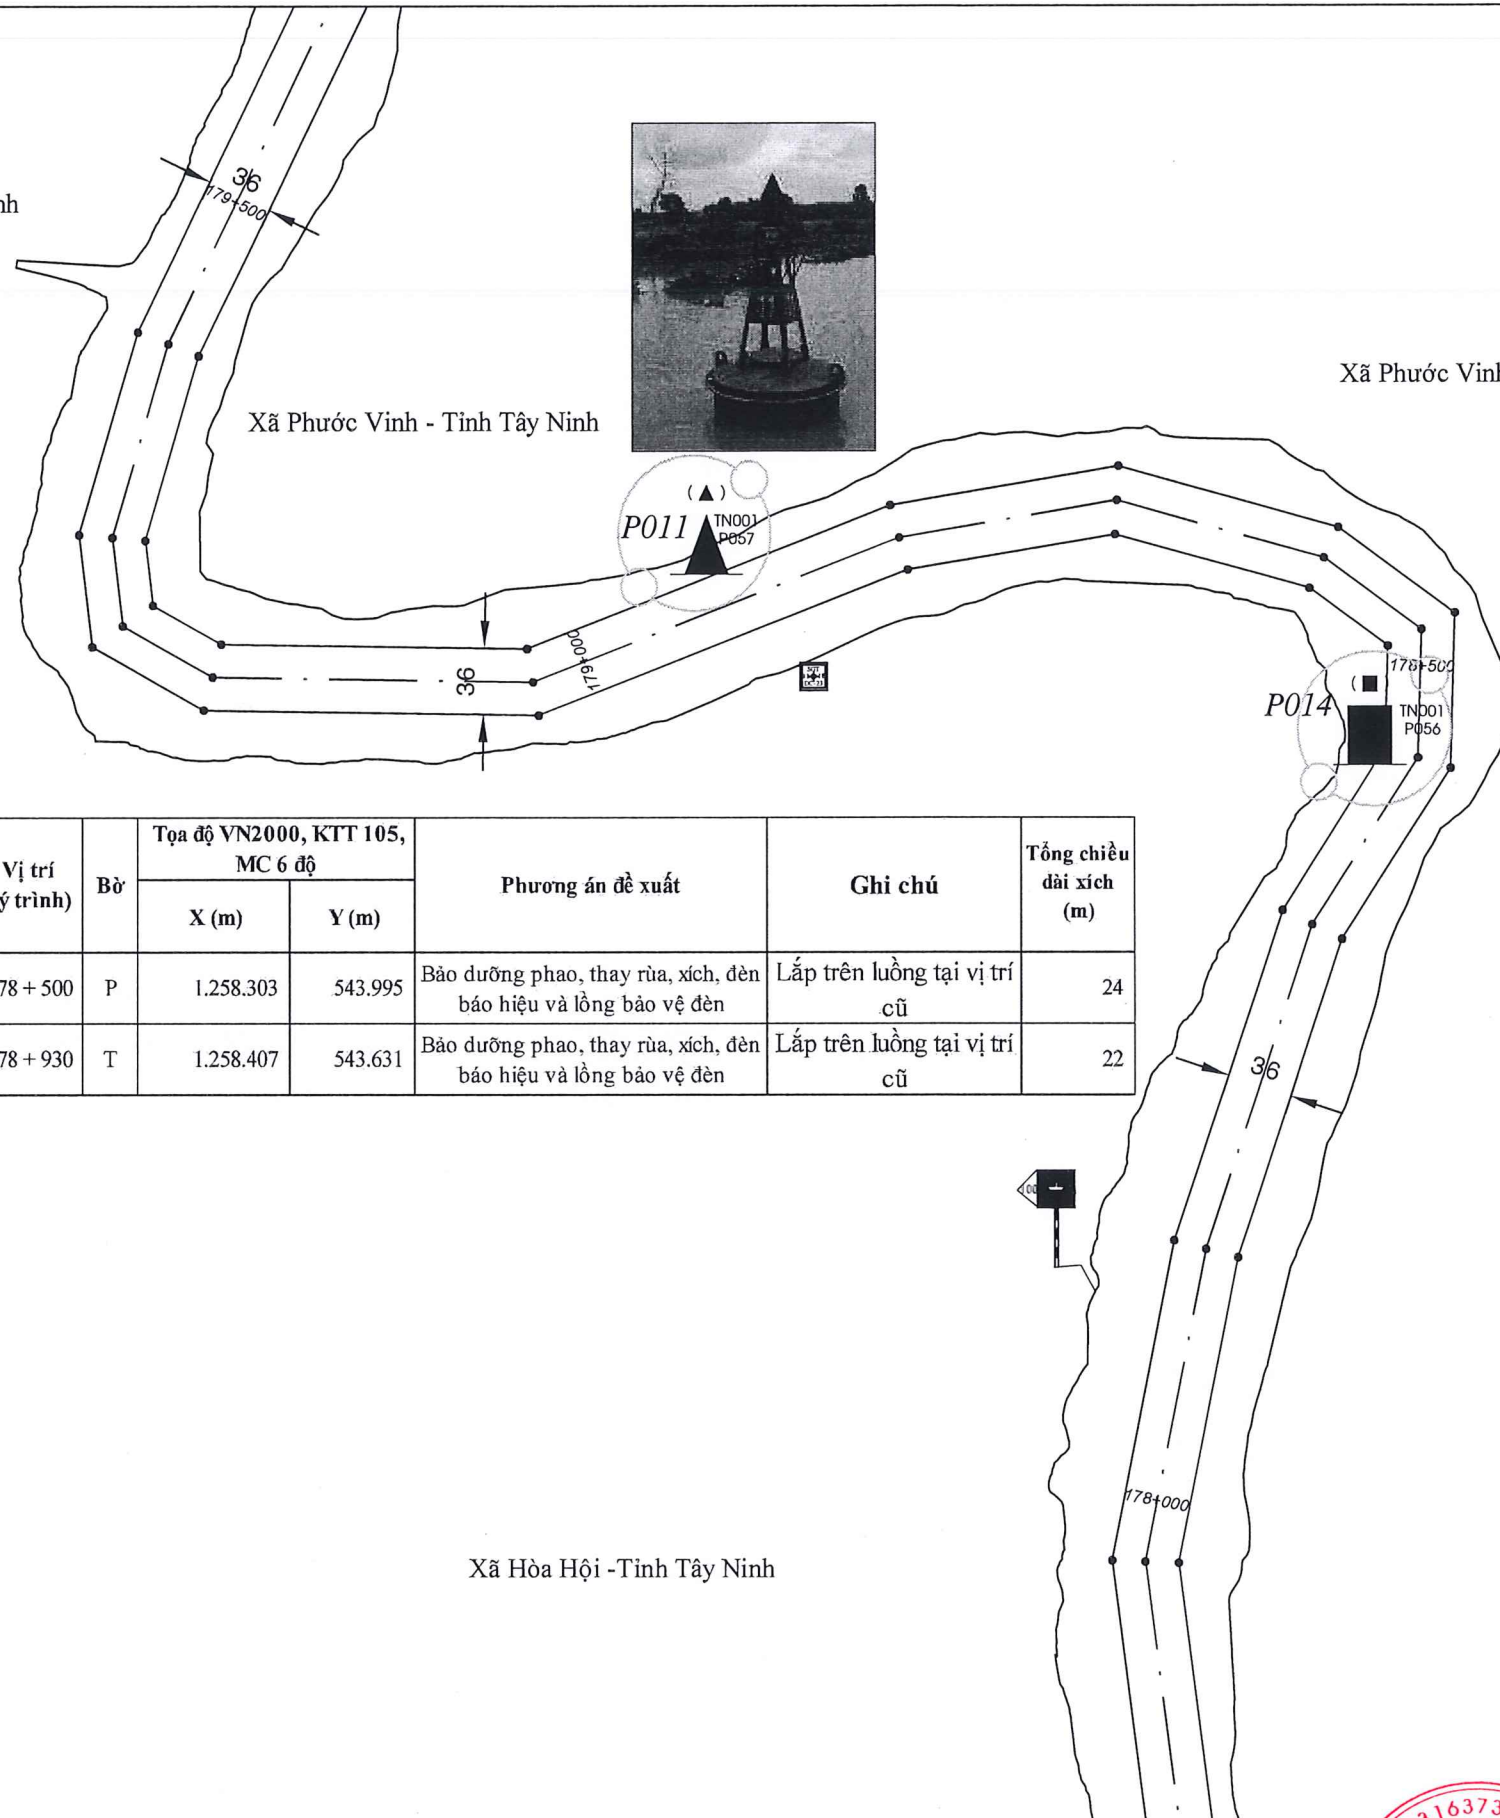 36
179+500
nh
Xã Phước Vinh - Tỉnh Tây Ninh
Xã Phước Vinh
( )
P011
TN001
P057
179+000
36
178+500
(
P014
TN001
P056
Vị trí
ý trình)
Bờ
Tọa độ VN2000, KTT 105,
MC 6 độ
X (m)
Y (m)
Phương án đề xuất
Ghi chú
Tổng chiều
dài xích
(m)
78 + 500
P
1.258.303
543.995
Bảo dưỡng phao, thay rùa, xích, đèn
báo hiệu và lồng bảo vệ đèn
Lắp trên luồng tại vị trí
cũ
24
78 + 930
T
1.258.407
543.631
Bảo dưỡng phao, thay rùa, xích, đèn
báo hiệu và lồng bảo vệ đèn
Lắp trên luồng tại vị trí
cũ
22
36
100
178+000
Xã Hòa Hội -Tỉnh Tây Ninh
316373